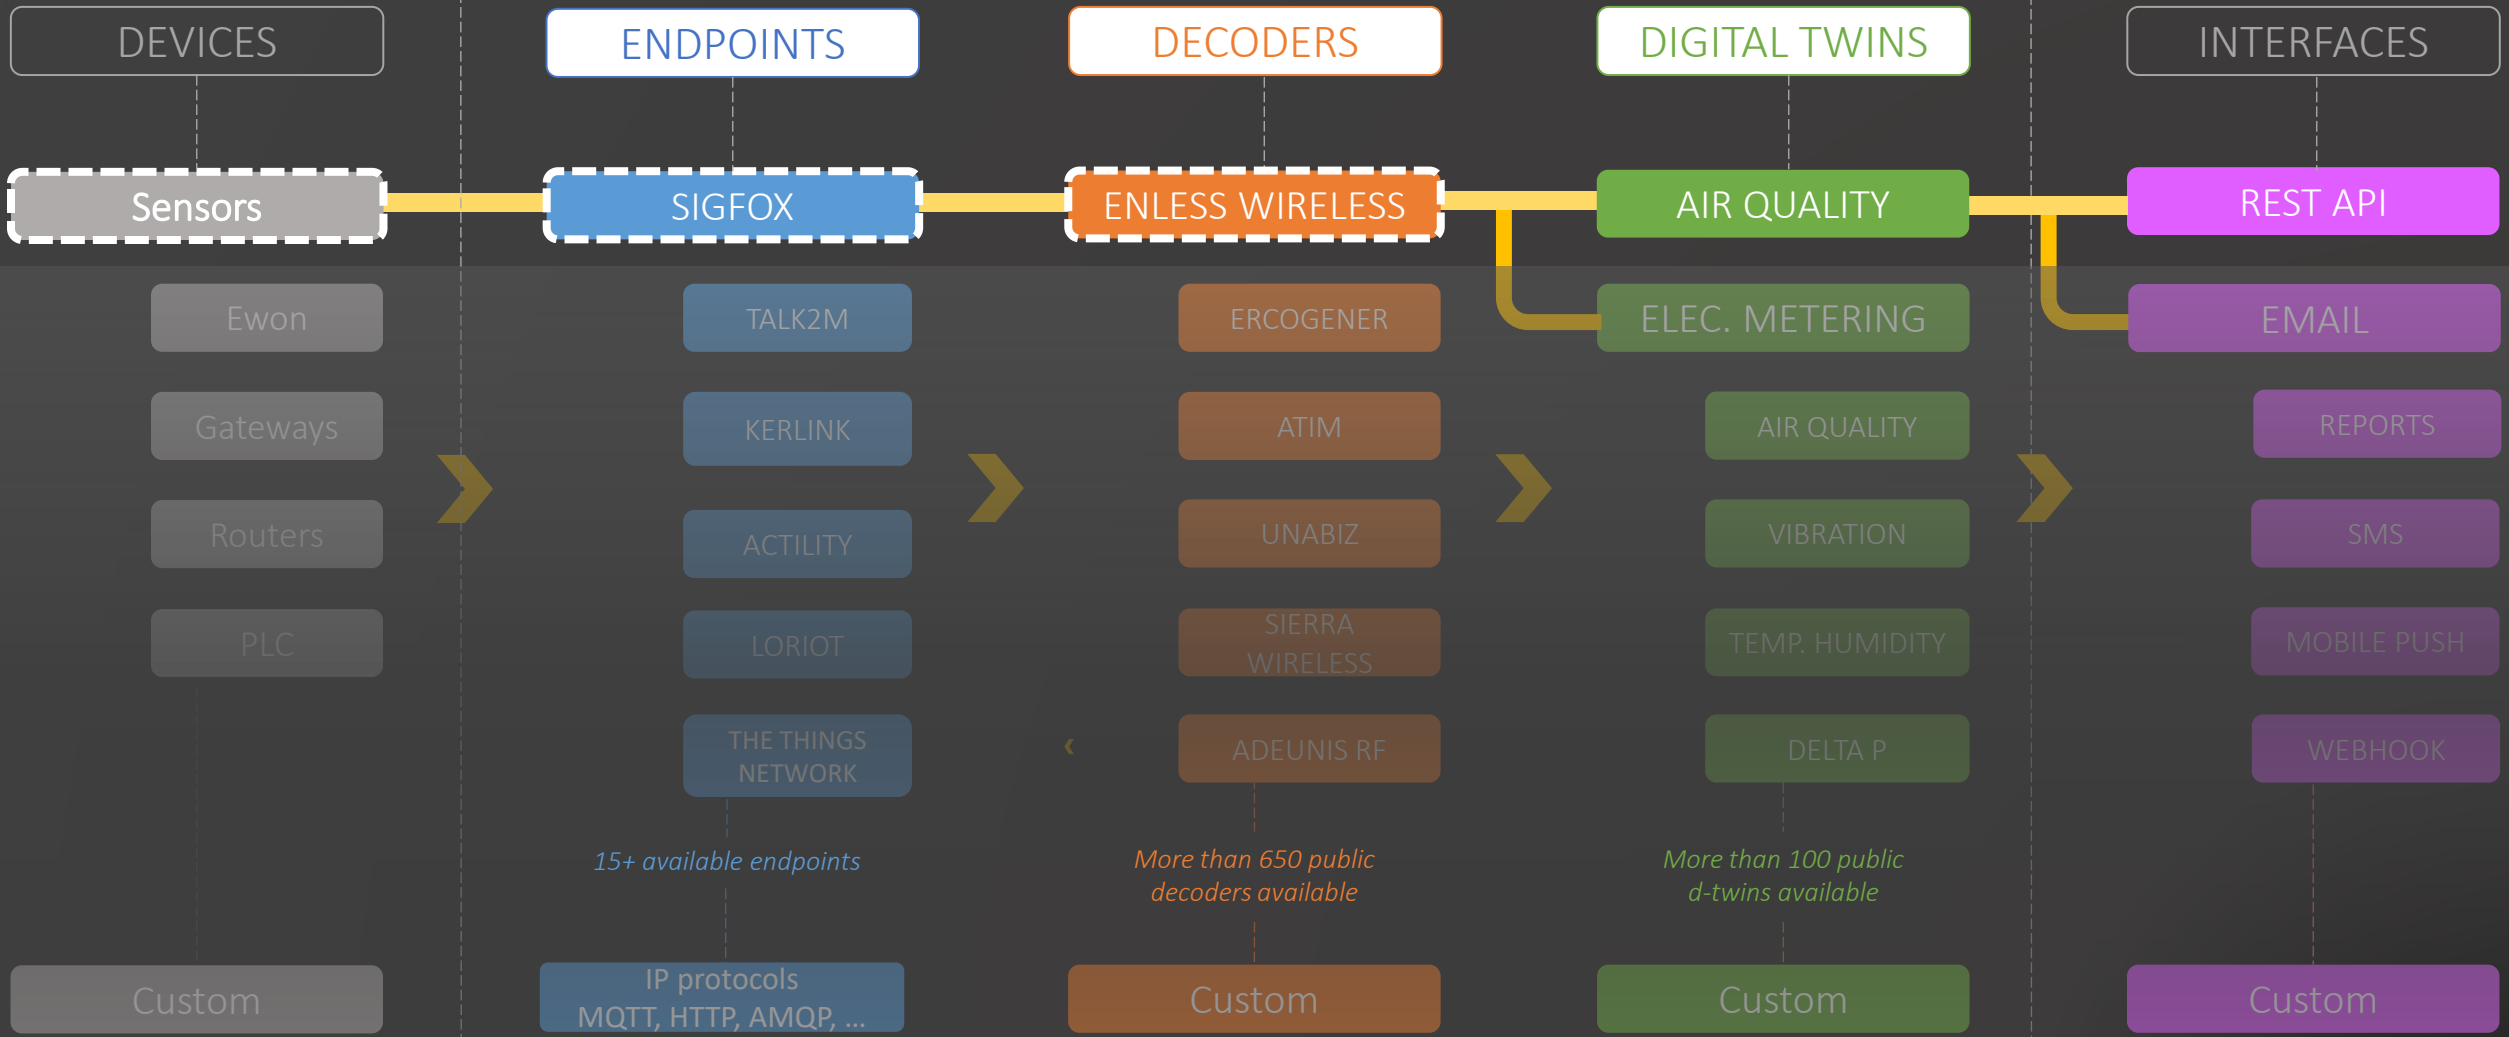 DEVICES
ENDPOINTS
DECODERS
DIGITAL TWINS
INTERFACES
Sensors
SIGFOX
ENLESS WIRELESS
AIR QUALITY
REST API
Ewon
TALK2M
ERCOGENER
ELEC. METERING
EMAIL
Gateways
KERLINK
ATIM
AIR QUALITY
REPORTS
Routers
ACTILITY
UNABIZ
VIBRATION
SMS
PLC
LORIOT
SIERRA
WIRELESS
TEMP. HUMIDITY
MOBILE PUSH
THE THINGS
NETWORK
ADEUNIS RF
DELTA P
WEBHOOK
15+ available endpoints
More than 650 public
decoders available
More than 100 public
d-twins available
Custom
IP protocols
MQTT, HTTP, AMQP, ...
Custom
Custom
Custom